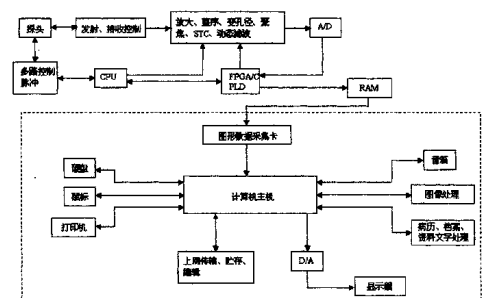 探头
发射、接收控制
放大、整序、变孔径、聚
焦、STC、动态滤波
A/D
多路控制
脉冲
CPU
FPGA/C
PLD
RAM
图形数据采集卡
硬盘
鼠标
打印机
计算机主机
音箱
图像处理
病历、档案、
资料文字处理
上网传输、贮存、
编辑
D/A
显示器